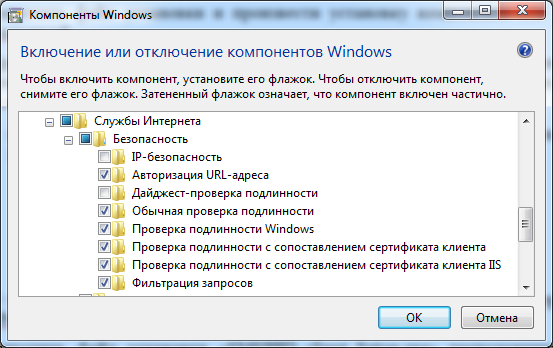 Компоненты Windows
Включение или отключение компонентов Windows
Чтобы включить компонент, установите его флажок. Чтобы отключить компонент,
снимите его флажок. Затененный флажок означает, что компонент включен частично.
Службы Интернета
Безопасность
IP-безопасность
Авторизация URL-адреса
Дайджест-проверка подлинности
Обычная проверка подлинности
Проверка подлинности Windows
Проверка подлинности с сопоставлением сертификата клиента
Проверка подлинности с сопоставлением сертификата клиента IIS
Фильтрация запросов
ОК
Отмена